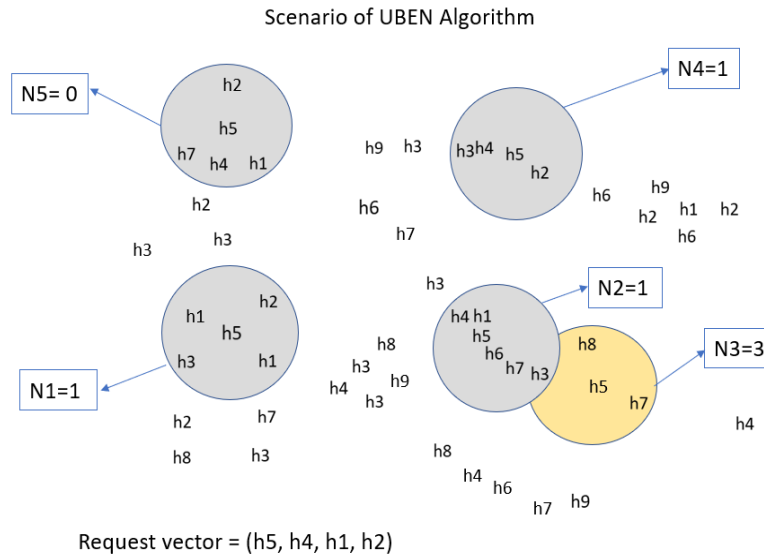 Scenario of UBEN Algorithm
N4=1
N5= 0
h2
h5
h7 h4 h1
h9 h3
h3 h4 h5
h2
h2
h6
h7
h6
h9
h2 h1 h2
h6
h3
h3
h3
N2=1
h1 h2
h5
h3 h1
N1=1
h4 h1
h5
h6
h7 h3
h8
h5
h7
N3=3
h8
h3
h4 h9
h3
h2 h7
h8 h3
h4
h8
h4
h6
h7 h9
Request vector = (h5, h4, h1, h2)